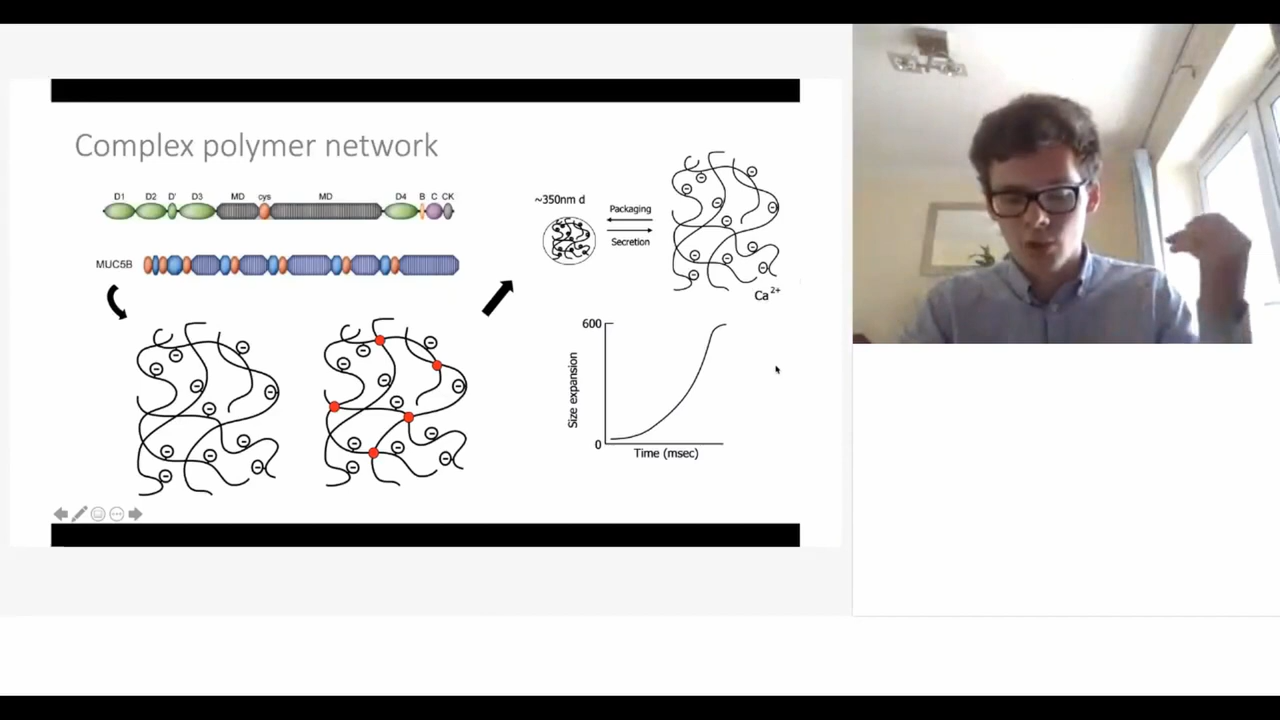 Complex polymer network
D1 D2 D' D3 MD cys MD D4 B C CK
MUC5B
~350nm d
Packaging
Secretion
Ca2+
600
Size expansion
0
Time (msec)